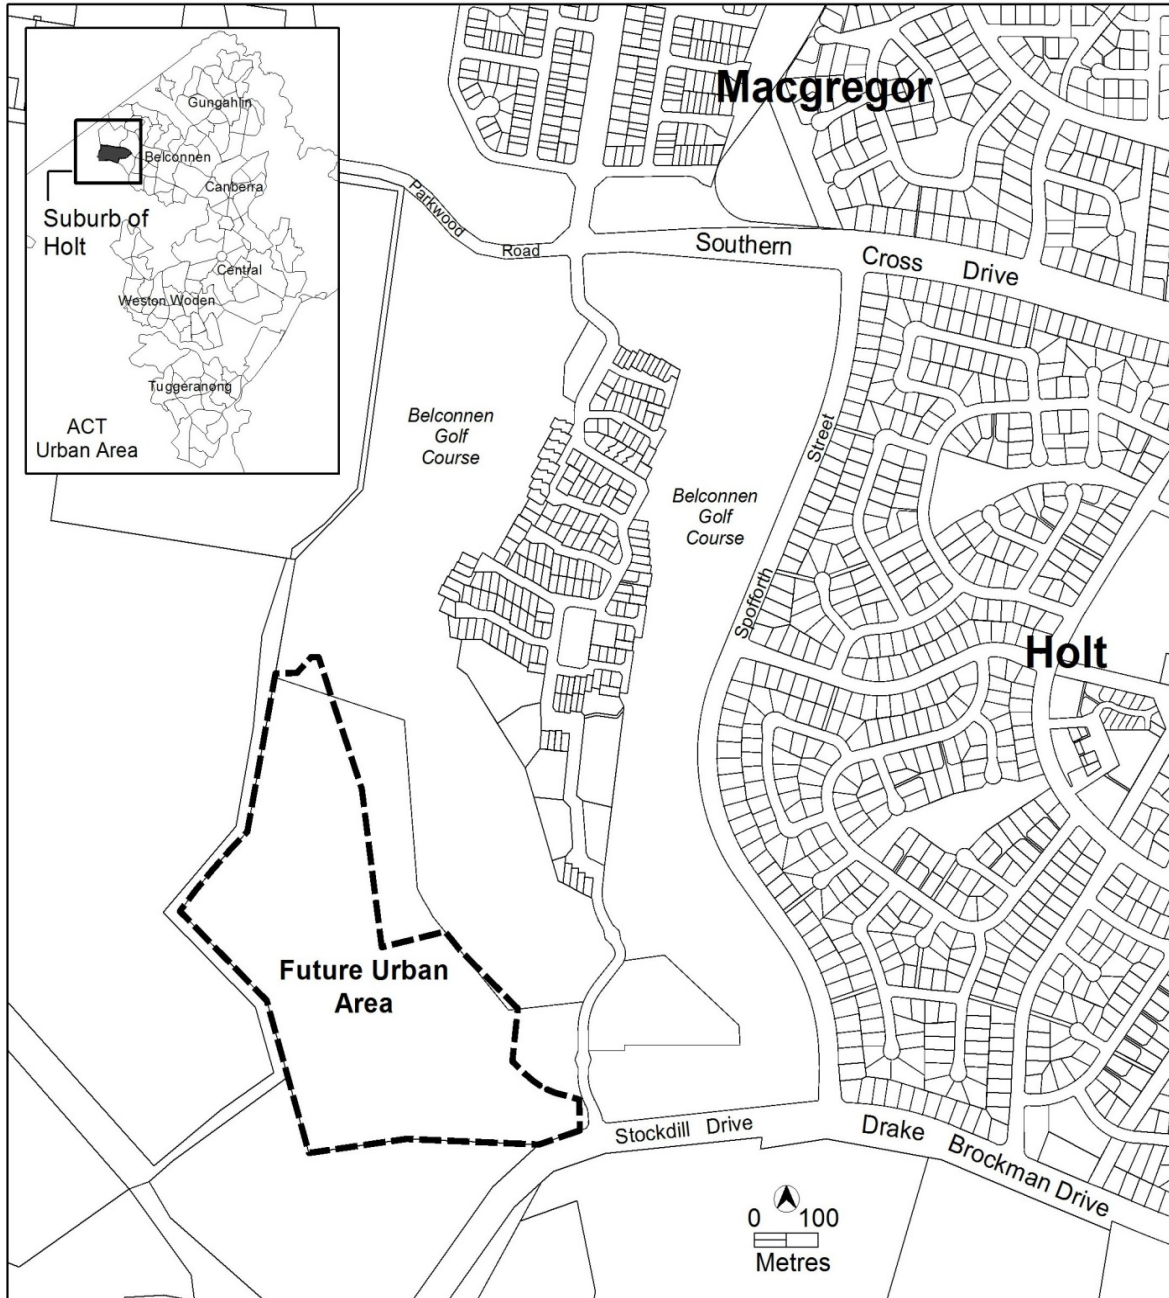 Macgregor
Gungahlin
Belconnen
Canberra
Suburb of
Holt
Central
Weston Woden
Tuggeranong
ACT
Urban Area
Parkwood
Road
Southern Cross Drive
Belconnen
Golf
Course
Belconnen
Golf
Course
Spofforth Street
Holt
Future Urban
Area
Stockdill Drive
Drake Brockman Drive
0 100
Metres